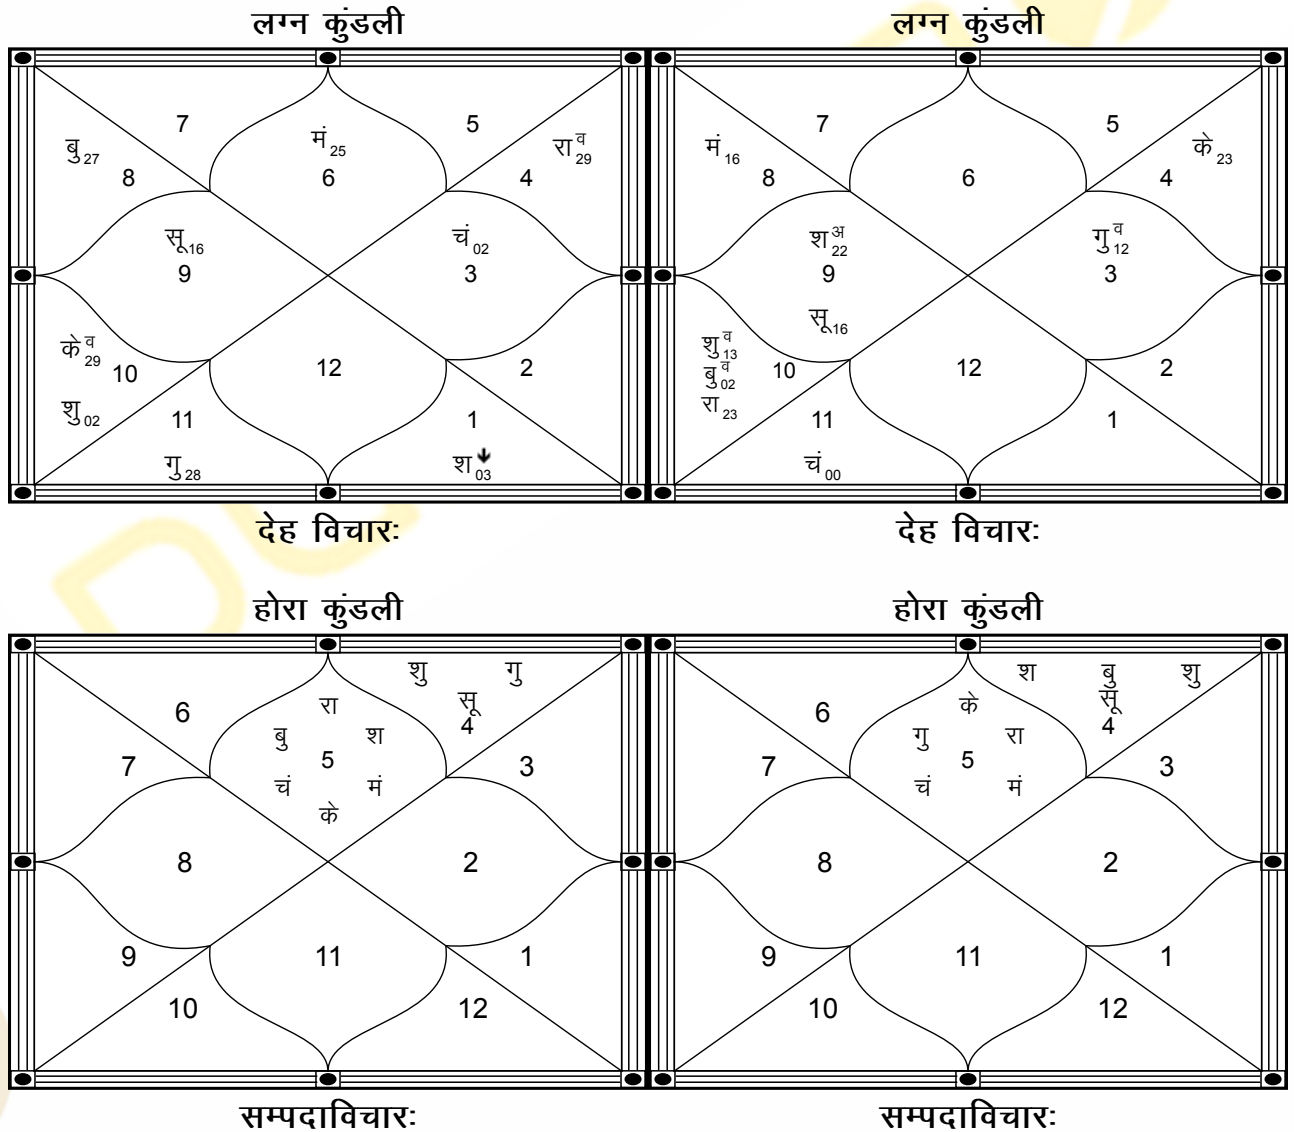 लग्न कुंडली
लग्न कुंडली
7
मं 25
5
बु 27
रा व 29
8
6
4
सू 16
चं 02
9
3
के व 29
10
12
2
शु 02
11
1
गु 28
श 03
7
5
मं 16
के 23
8
6
4
श अ 22
गु व 12
9
3
सू 16
शु व 13
बु व 02
10
12
2
रा 23
11
1
चं 00
देह विचारः
देह विचारः
होरा कुंडली
होरा कुंडली
शु गु
रा
सू
6
4
बु श
7
5
3
चं मं
के
8
2
9
11
1
10
12
श बु शु
के
सू
6
4
गु रा
7
5
3
चं मं
8
2
9
11
1
10
12
सम्पदाविचारः
सम्पदाविचारः